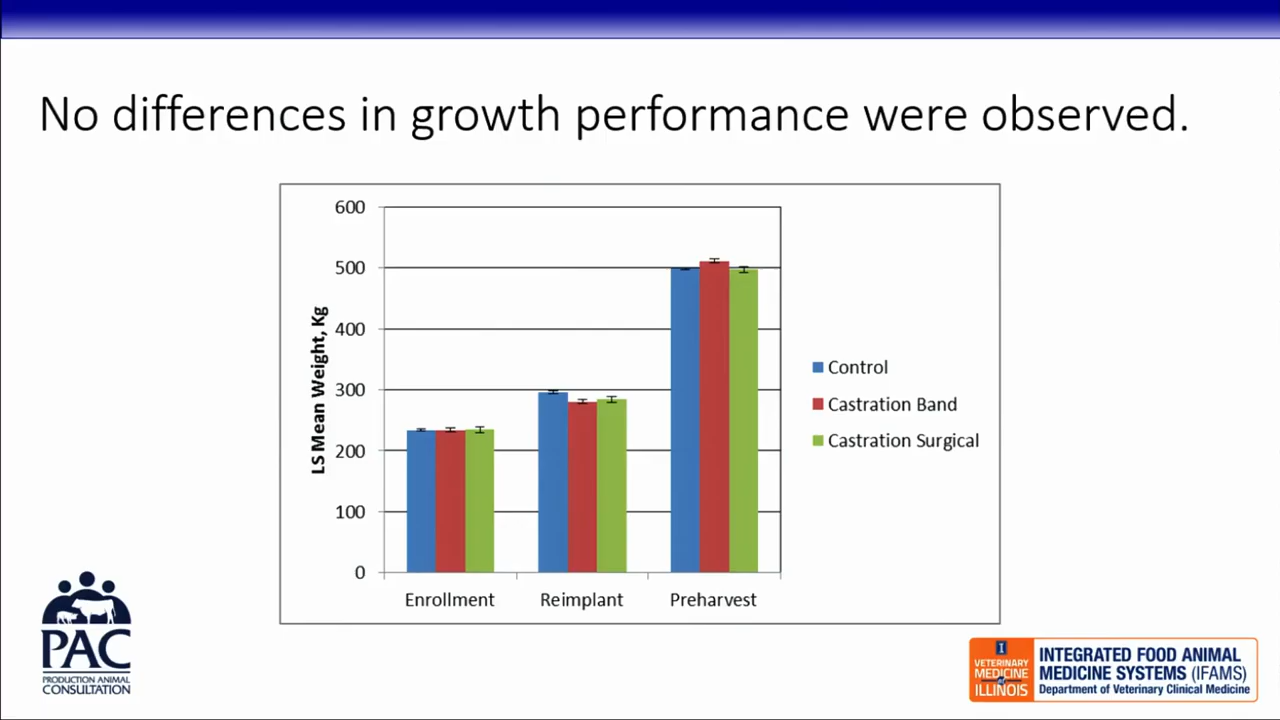 No differences in growth performance were observed.
600
500
400
300
200
100
0
LS Mean Weight, Kg
Enrollment Reimplant Preharvest
Control
Castration Band
Castration Surgical
PAC
PRODUCTION ANIMAL
CONSULTATION
I
VETERINARY
MEDICINE
at
ILLINOIS
INTEGRATED FOOD ANIMAL
MEDICINE SYSTEMS (IFAMS)
Department of Veterinary Clinical Medicine